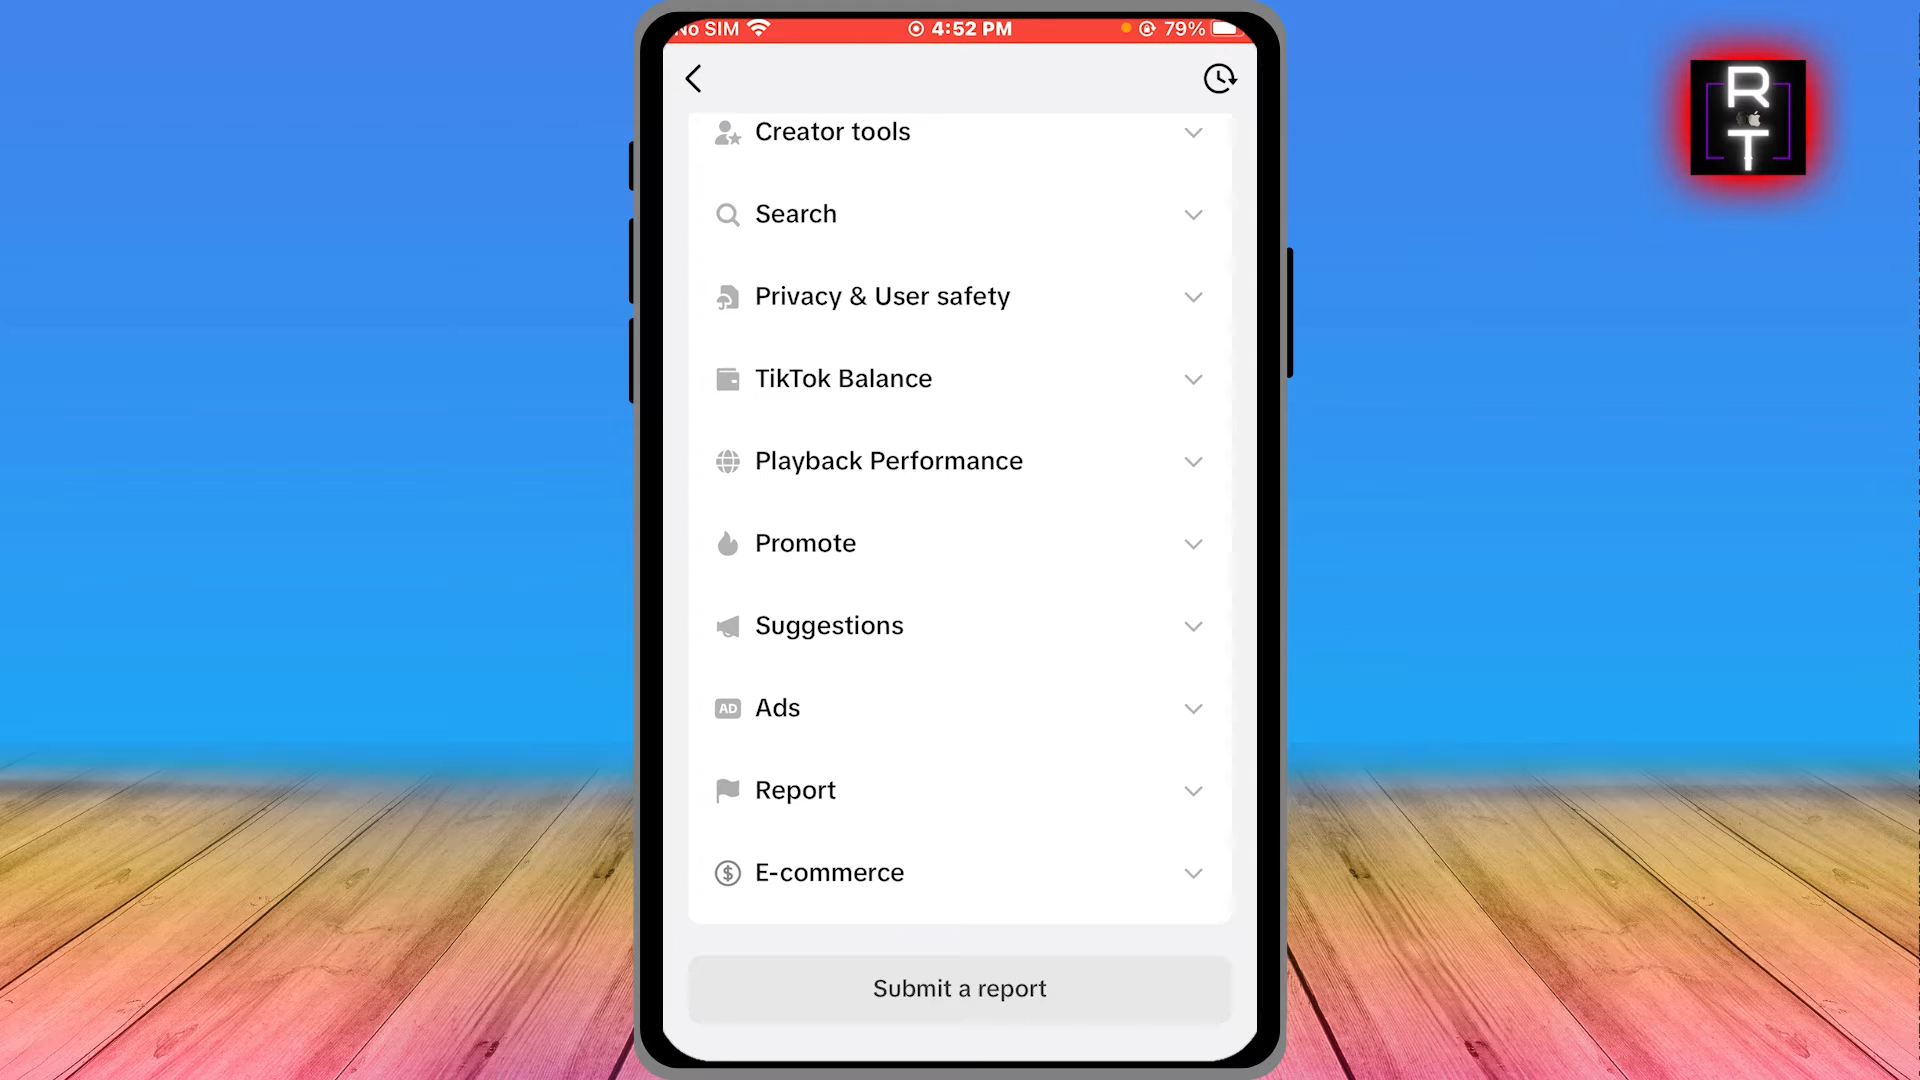 No SIM 4:52 PM 79%
R
T
Creator tools
Search
Privacy & User safety
TikTok Balance
Playback Performance
Promote
Suggestions
AD Ads
Report
$ E-commerce
Submit a report